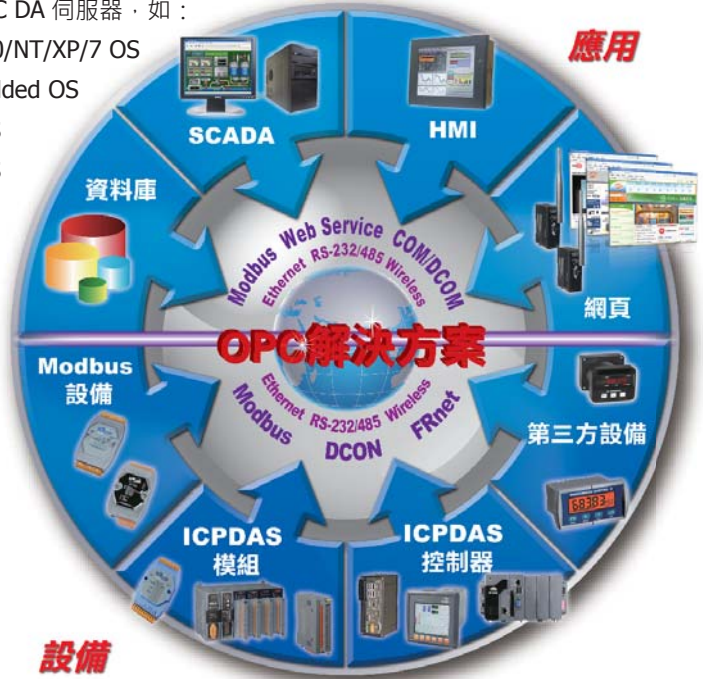 C DA 伺服器，如：
0/NT/XP/7 OS
dded OS
S
S
應用
SCADA
HMI
資料庫
網頁
Modbus Web Service COM/DCOM
Ethernet RS-232/485 Wireless
OPC解決方案
Ethernet RS-232/485 Wireless
Modbus DCON FRnet
Modbus
設備
第三方設備
68383
ICPDAS
模組
ICPDAS
控制器
設備